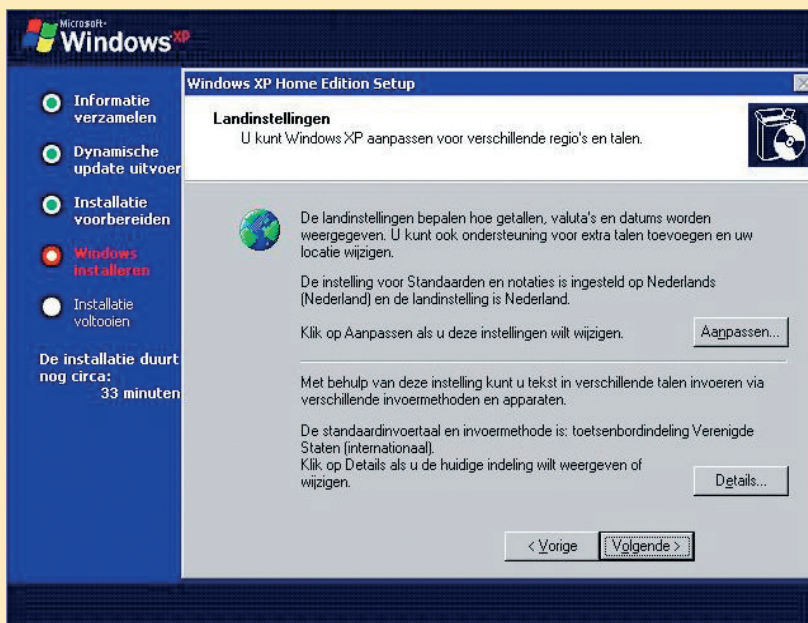 Microsoft®
Windows xp
Informatie
verzamelen
Dynamische
update uitvoer
Installatie
voorbereiden
Windows
installeren
Installatie
voltooien
De installatie duurt
nog circa:
33 minuten
Windows XP Home Edition Setup
Landinstellingen
U kunt Windows XP aanpassen voor verschillende regio's en talen.
De landinstellingen bepalen hoe getallen, valuta's en datums worden
weergegeven. U kunt ook ondersteuning voor extra talen toevoegen en uw
locatie wijzigen.
De instelling voor Standaarden en notaties is ingesteld op Nederlands
(Nederland) en de landinstelling is Nederland.
Klik op Aanpassen als u deze instellingen wilt wijzigen.
Aanpassen...
Met behulp van deze instelling kunt u tekst in verschillende talen invoeren via
verschillende invoermethoden en apparaten.
De standaardinvoertaal en invoermethode is: toetsenbordindeling Verenigde
Staten (internationaal).
Klik op Details als u de huidige indeling wilt weergeven of
wijzigen.
Details...
< Vorige
Volgende >